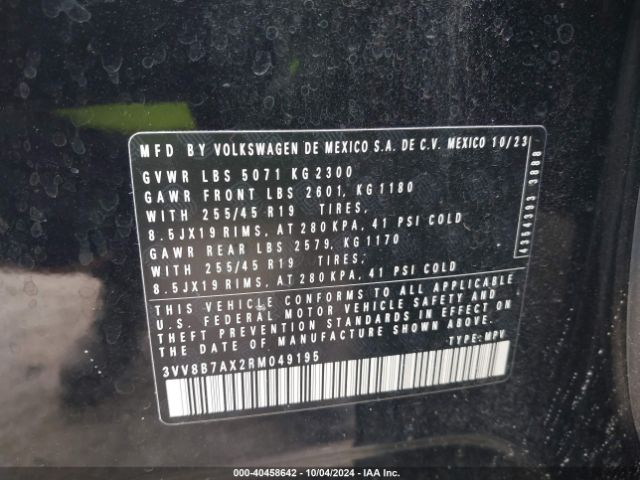 MFD BY VOLKSWAGEN DE MEXICO S.A. DE C.V. MEXICO 10/23
GVWR LBS 5071 KG 2300
GAWR FRONT LBS 2601, KG 1180
WITH 255/45 R19 TIRES,
8.5JX19 RIMS, AT 280 KPA, 41 PSI COLD
GAWR REAR LBS 2579, KG 1170
WITH 255/45 R19 TIRES,
8.5JX19 RIMS, AT 280 KPA, 41 PSI COLD
THIS VEHICLE CONFORMS TO ALL APPLICABLE
U.S. FEDERAL MOTOR VEHICLE SAFETY AND
THEFT PREVENTION STANDARDS IN EFFECT ON
THE DATE OF MANUFACTURE SHOWN ABOVE.
TYPE: MPV
3VV8B7AX2RM049195
000-40458642 - 10/04/2024 - IAA Inc.